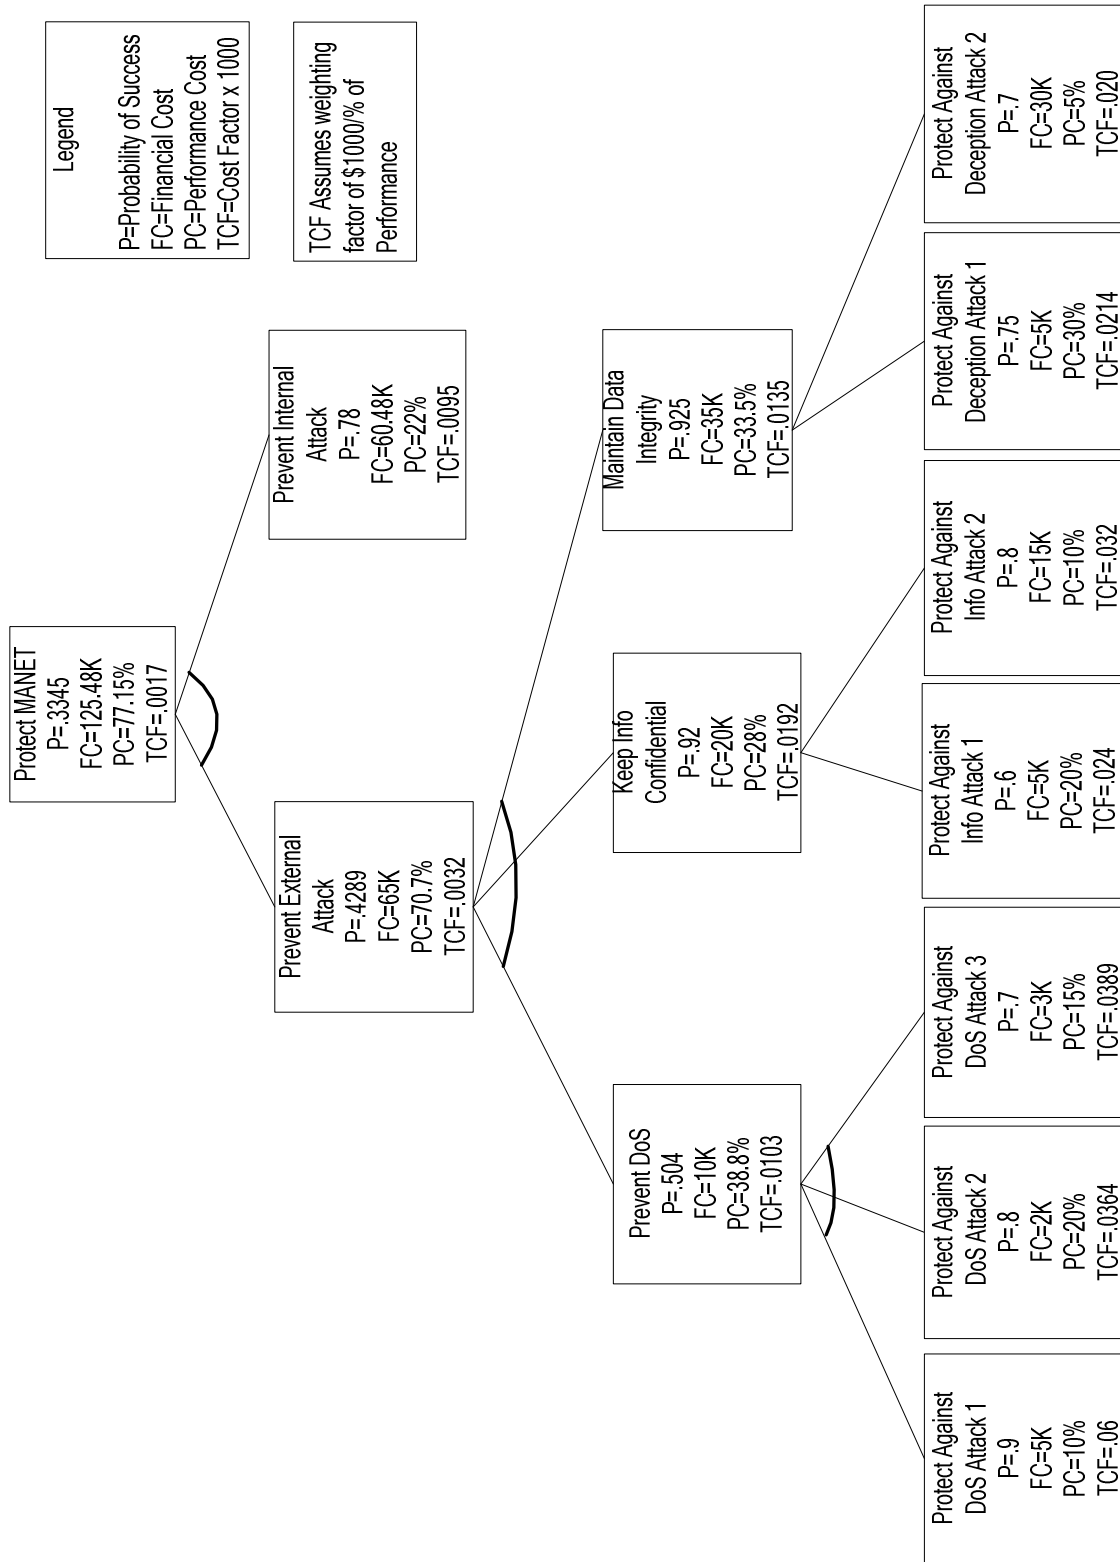 Legend
P=Probability of Success
FC=Financial Cost
PC=Performance Cost
TCF=Cost Factor x 1000
TCF Assumes weighting
factor of $1000/% of
Performance
Protect MANET
P=.3345
FC=125.48K
PC=77.15%
TCF=.0017
Prevent External
Attack
P=.4289
FC=65K
PC=70.7%
TCF=.0032
Prevent Internal
Attack
P=.78
FC=60.48K
PC=22%
TCF=.0095
Prevent DoS
P=.504
FC=10K
PC=38.8%
TCF=.0103
Keep Info
Confidential
P=.92
FC=20K
PC=28%
TCF=.0192
Maintain Data
Integrity
P=.925
FC=35K
PC=33.5%
TCF=.0135
Protect Against
DoS Attack 1
P=.9
FC=5K
PC=10%
TCF=.06
Protect Against
DoS Attack 2
P=.8
FC=2K
PC=20%
TCF=.0364
Protect Against
DoS Attack 3
P=.7
FC=3K
PC=15%
TCF=.0389
Protect Against
Info Attack 1
P=.6
FC=5K
PC=20%
TCF=.024
Protect Against
Info Attack 2
P=.8
FC=15K
PC=10%
TCF=.032
Protect Against
Deception Attack 1
P=.75
FC=5K
PC=30%
TCF=.0214
Protect Against
Deception Attack 2
P=.7
FC=30K
PC=5%
TCF=.020